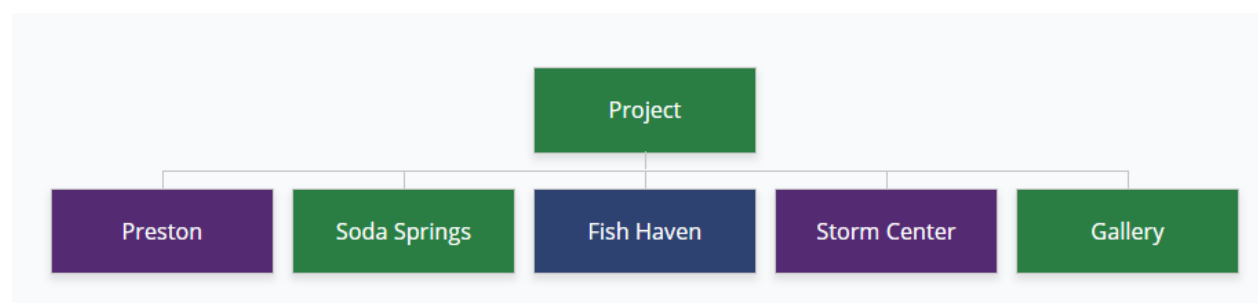 Project
Preston
Soda Springs
Fish Haven
Storm Center
Gallery